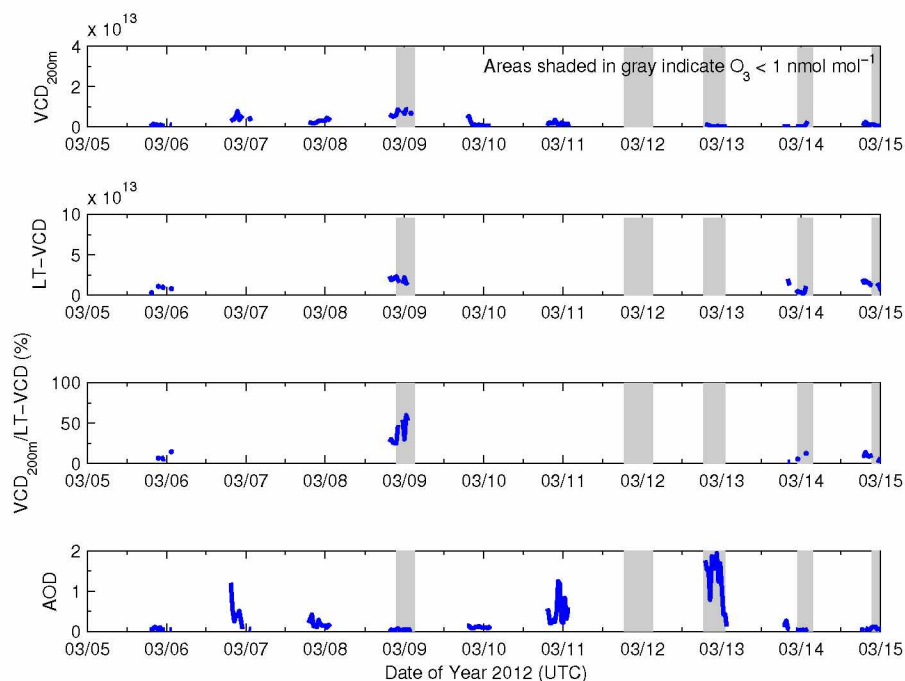 x 10¹³
VCD₂₀₀ₘ
4
2
0
Areas shaded in gray indicate O₃ < 1 nmol mol⁻¹
03/05 03/06 03/07 03/08 03/09 03/10 03/11 03/12 03/13 03/14 03/15
x 10¹³
LT-VCD
10
5
0
03/05 03/06 03/07 03/08 03/09 03/10 03/11 03/12 03/13 03/14 03/15
VCD₂₀₀ₘ/LT-VCD (%)
100
50
0
03/05 03/06 03/07 03/08 03/09 03/10 03/11 03/12 03/13 03/14 03/15
AOD
2
1
0
03/05 03/06 03/07 03/08 03/09 03/10 03/11 03/12 03/13 03/14 03/15
Date of Year 2012 (UTC)